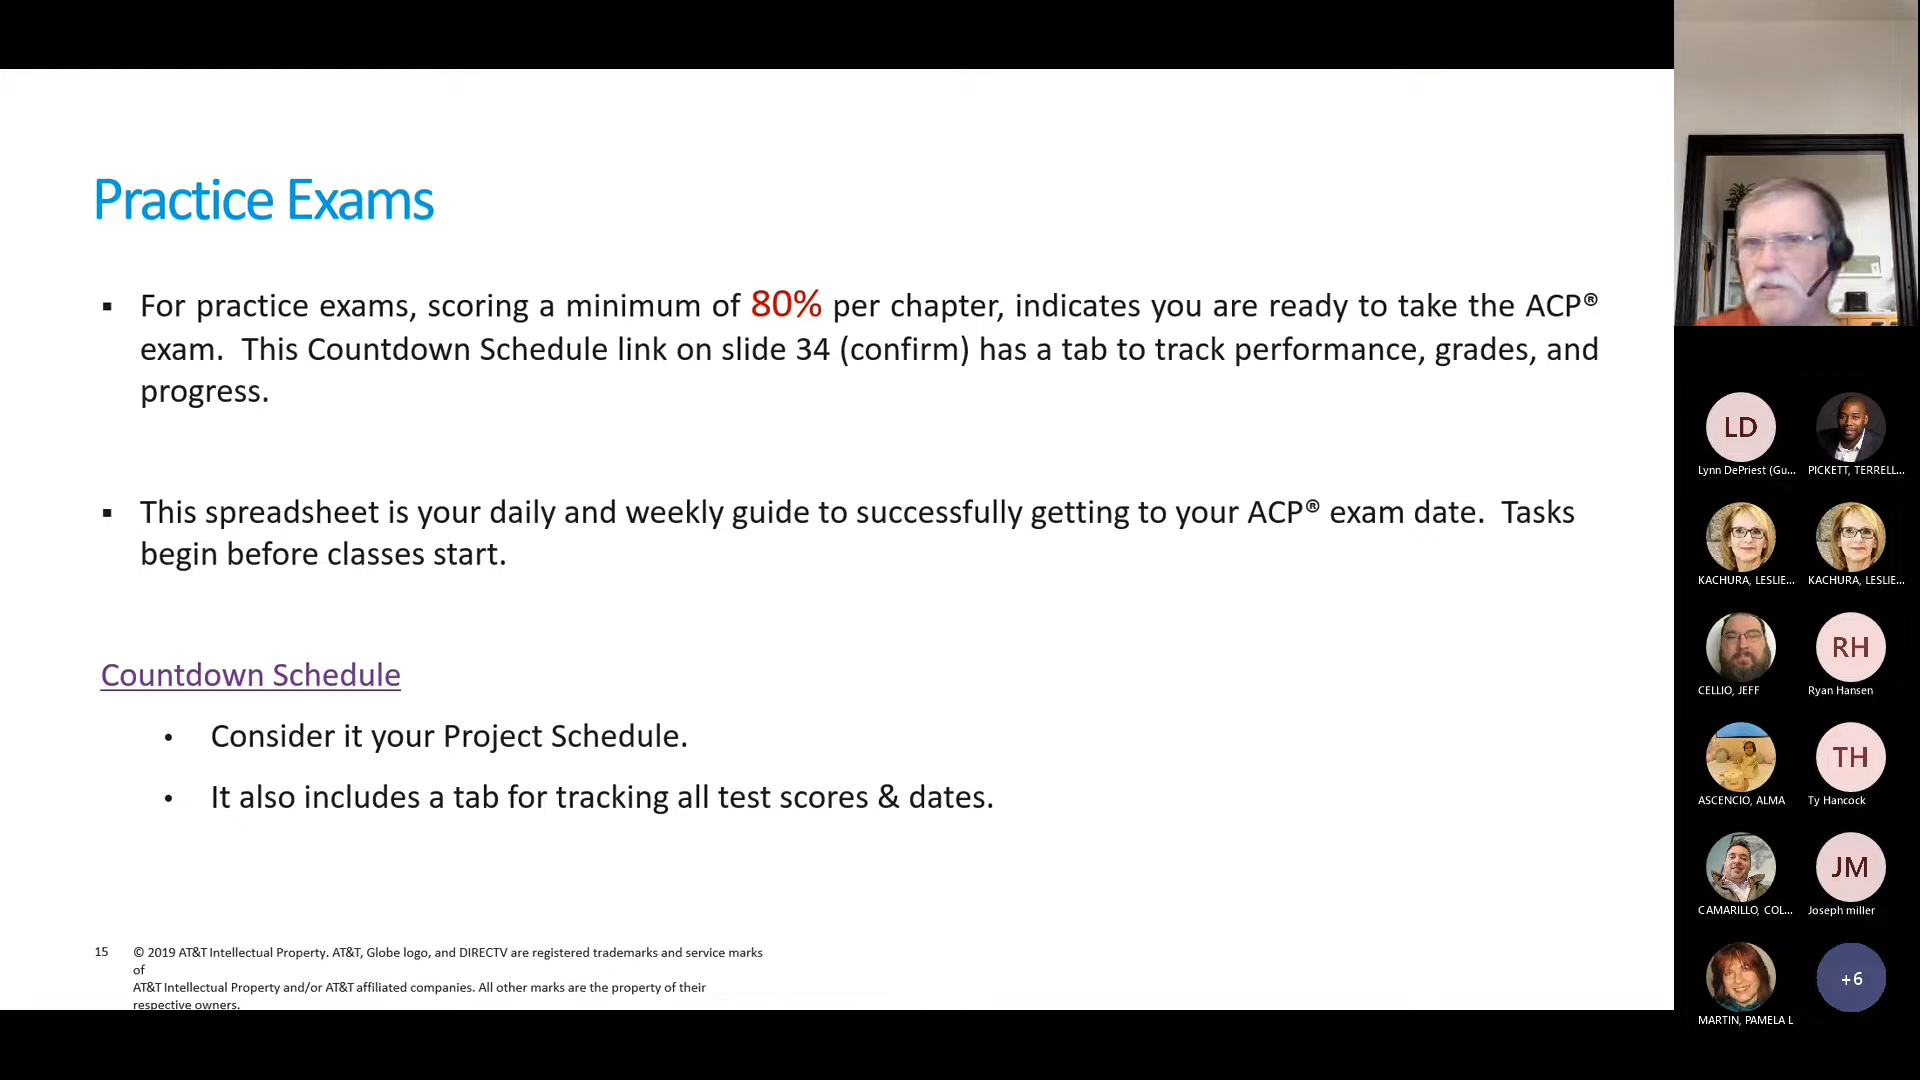 Practice Exams
▪ For practice exams, scoring a minimum of 80% per chapter, indicates you are ready to take the ACP®
exam.  This Countdown Schedule link on slide 34 (confirm) has a tab to track performance, grades, and
progress.
▪ This spreadsheet is your daily and weekly guide to successfully getting to your ACP® exam date.  Tasks
begin before classes start.
Countdown Schedule
• Consider it your Project Schedule.
• It also includes a tab for tracking all test scores & dates.
15 © 2019 AT&T Intellectual Property. AT&T, Globe logo, and DIRECTV are registered trademarks and service marks
of
AT&T Intellectual Property and/or AT&T affiliated companies. All other marks are the property of their
respective owners.
LD
Lynn DePriest (Gu...
PICKETT, TERRELL...
KACHURA, LESLIE...
KACHURA, LESLIE...
CELLIO, JEFF
RH
Ryan Hansen
ASCENCIO, ALMA
TH
Ty Hancock
CAMARILLO, COL...
JM
Joseph miller
MARTIN, PAMELA L
+6